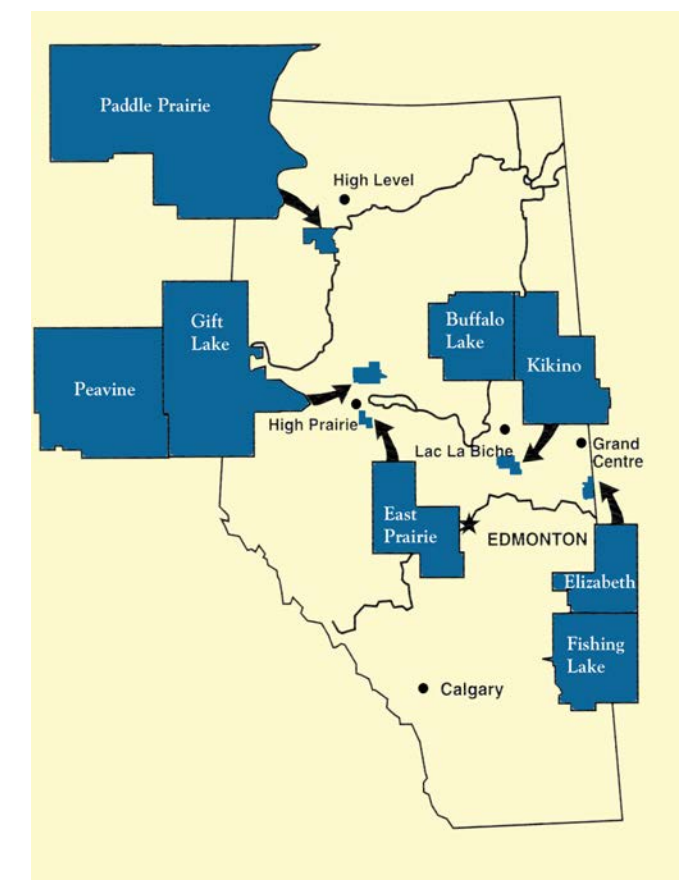 Paddle Prairie
High Level
Gift
Lake
Buffalo
Lake
Kikino
Peavine
High Prairie
Lac La Biche
Grand
Centre
East
Prairie
EDMONTON
Elizabeth
Fishing
Lake
Calgary